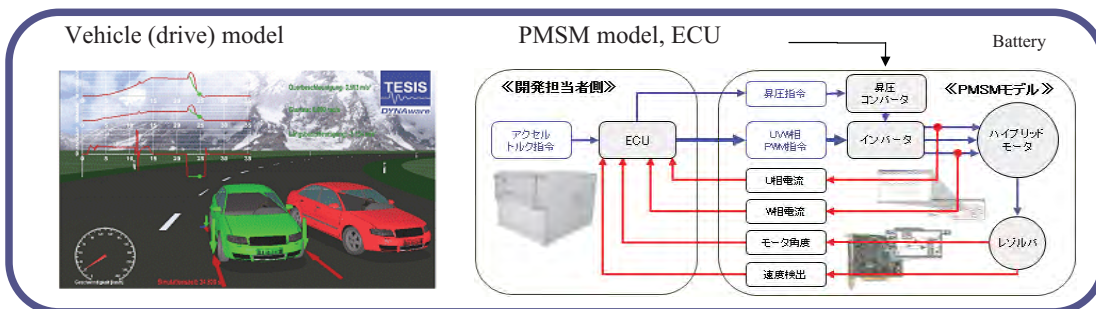 Vehicle (drive) model
PMSM model, ECU
Battery
TESIS
DYNAware
≪開発担当者側≫
≪PMSMモデル≫
昇圧指令
昇圧
コンバータ
アクセル
トルク指令
ECU
UVW相
PWM指令
インバータ
ハイブリッド
モータ
U相電流
W相電流
モータ角度
レゾルバ
速度検出